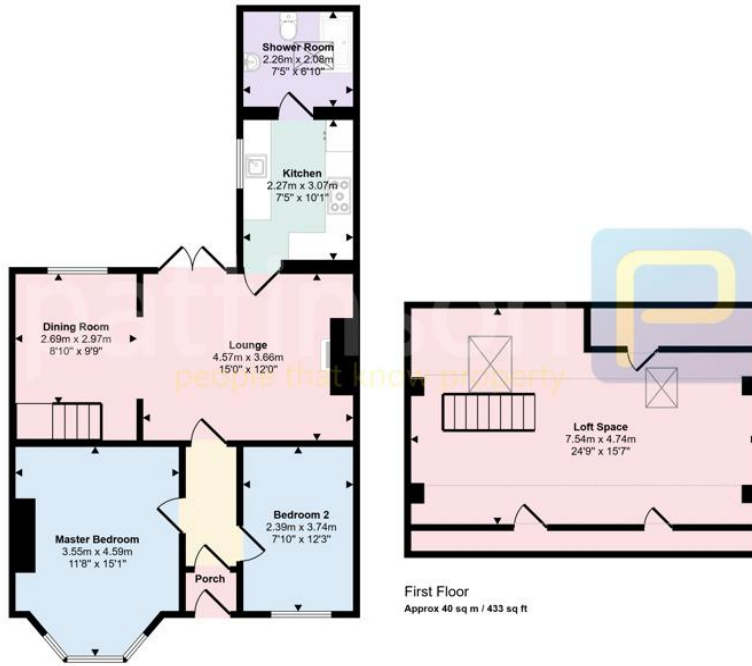 Shower Room
2.26m x 2.08m
7'5" x 6'10"
Kitchen
2.27m x 3.07m
7'5" x 10'1"
Dining Room
2.69m x 2.97m
8'10" x 9'9"
Lounge
4.57m x 3.66m
15'0" x 12'0"
people that know property
Loft Space
7.54m x 4.74m
24'9" x 15'7"
Master Bedroom
3.55m x 4.59m
11'8" x 15'1"
Bedroom 2
2.39m x 3.74m
7'10" x 12'3"
Porch
First Floor
Approx 40 sq m / 433 sq ft